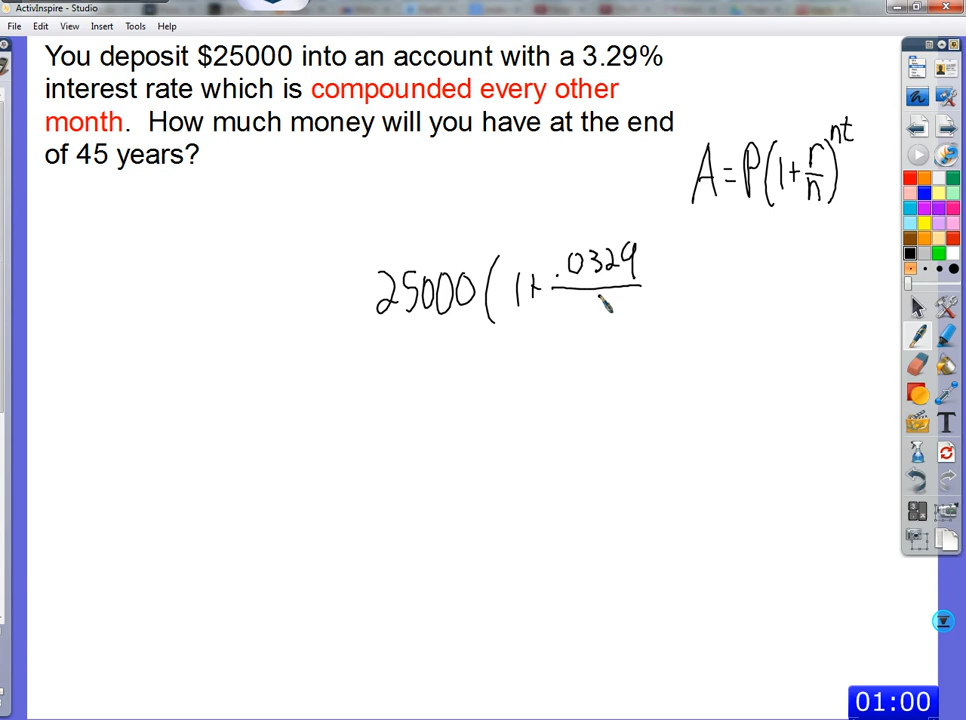 ActivInspire - Studio
File Edit View Insert Tools Help
You deposit $25000 into an account with a 3.29%
interest rate which is compounded every other
month. How much money will you have at the end
of 45 years?
A=P(1+r/n)^nt
25000(1+.0329
01:00